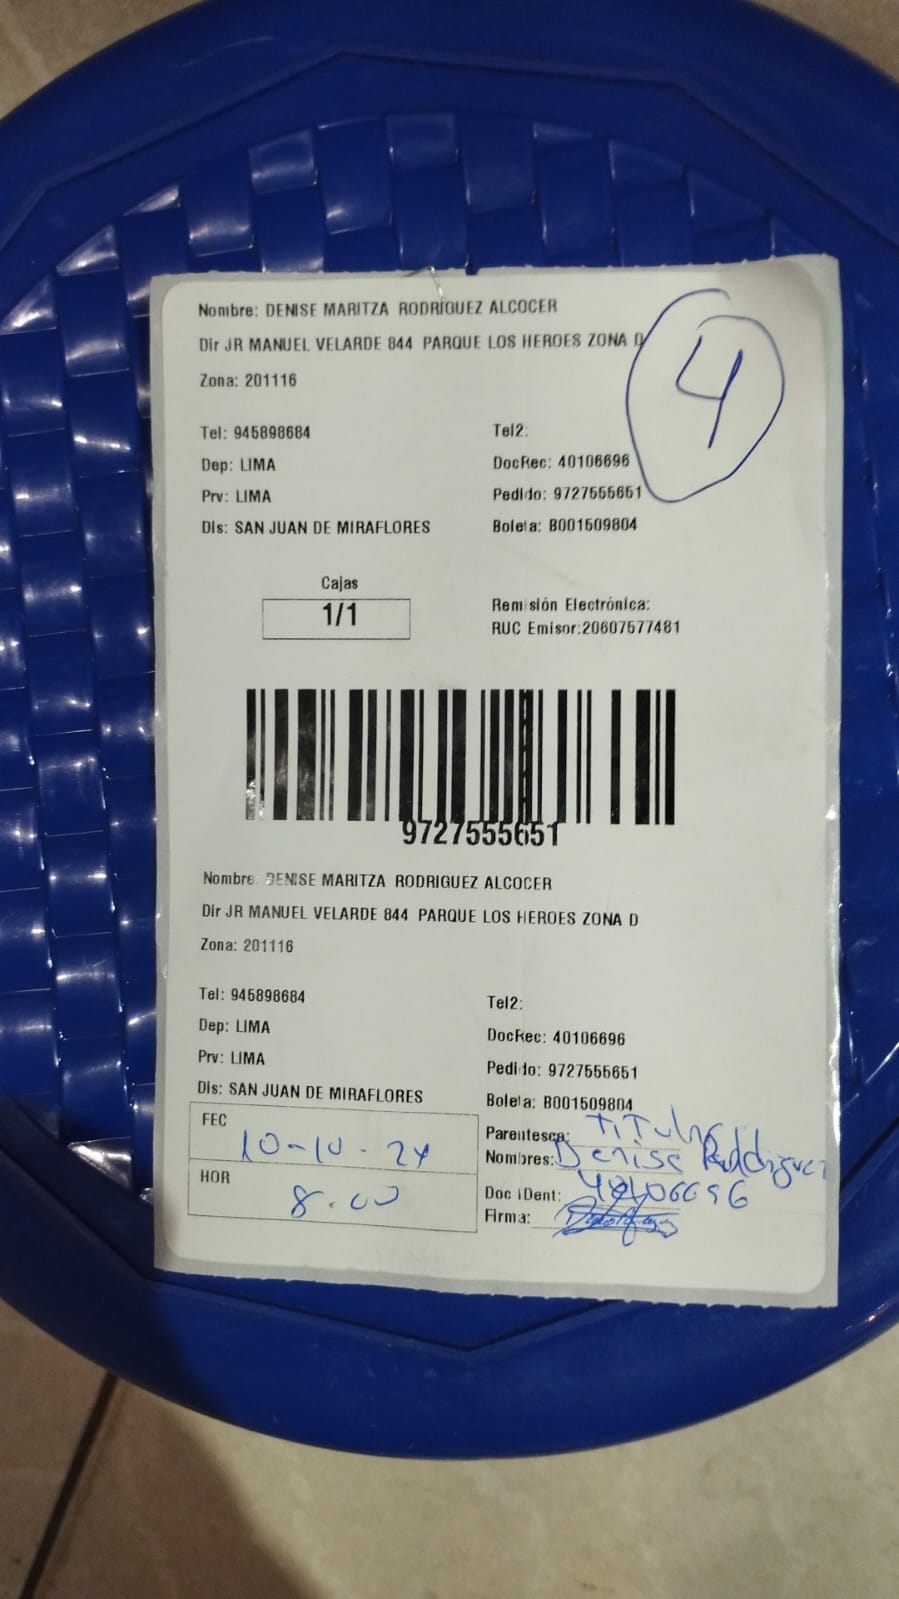 Nombre: DENISE MARITZA RODRIGUEZ ALCOCER
4
Dir JR MANUEL VELARDE 844 PARQUE LOS HEROES ZONA D
Zona: 201116
Tel: 945898684 Tel2:
Dep: LIMA DocRec: 40106696
Prv: LIMA Pedido: 9727555651
Dis: SAN JUAN DE MIRAFLORES Boleta: B001509804
Cajas
1/1
Remisión Electrónica:
RUC Emisor:20607577481
9727555651
Nombre: DENISE MARITZA RODRIGUEZ ALCOCER
Dir JR MANUEL VELARDE 844 PARQUE LOS HEROES ZONA D
Zona: 201116
Tel: 945898684 Tel2:
Dep: LIMA DocRec: 40106696
Prv: LIMA Pedido: 9727555651
Dis: SAN JUAN DE MIRAFLORES Boleta: B001509804
FEC 10-10-24
HOR 8.00
Parentesco: Titular
Nombres: Denise Rodriguez
Doc iDent: 40106696
Firma: